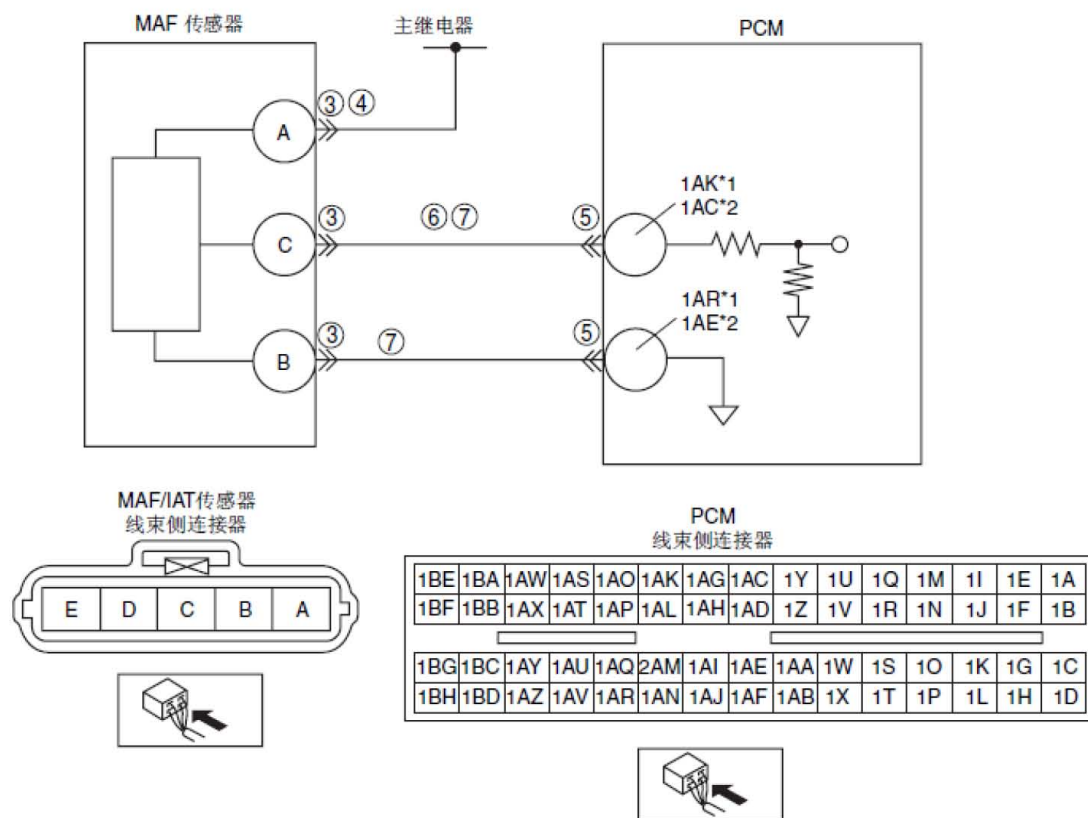 MAF 传感器
主继电器
PCM
③④
A
1AK*1
1AC*2
③
⑥⑦
⑤
C
1AR*1
1AE*2
③
⑦
⑤
B
MAF/IAT传感器
线束侧连接器
E D C B A
PCM
线束侧连接器
1BE 1BA 1AW 1AS 1AO 1AK 1AG 1AC 1Y 1U 1Q 1M 1I 1E 1A
1BF 1BB 1AX 1AT 1AP 1AL 1AH 1AD 1Z 1V 1R 1N 1J 1F 1B
1BG 1BC 1AY 1AU 1AQ 2AM 1AI 1AE 1AA 1W 1S 1O 1K 1G 1C
1BH 1BD 1AZ 1AV 1AR 1AN 1AJ 1AF 1AB 1X 1T 1P 1L 1H 1D